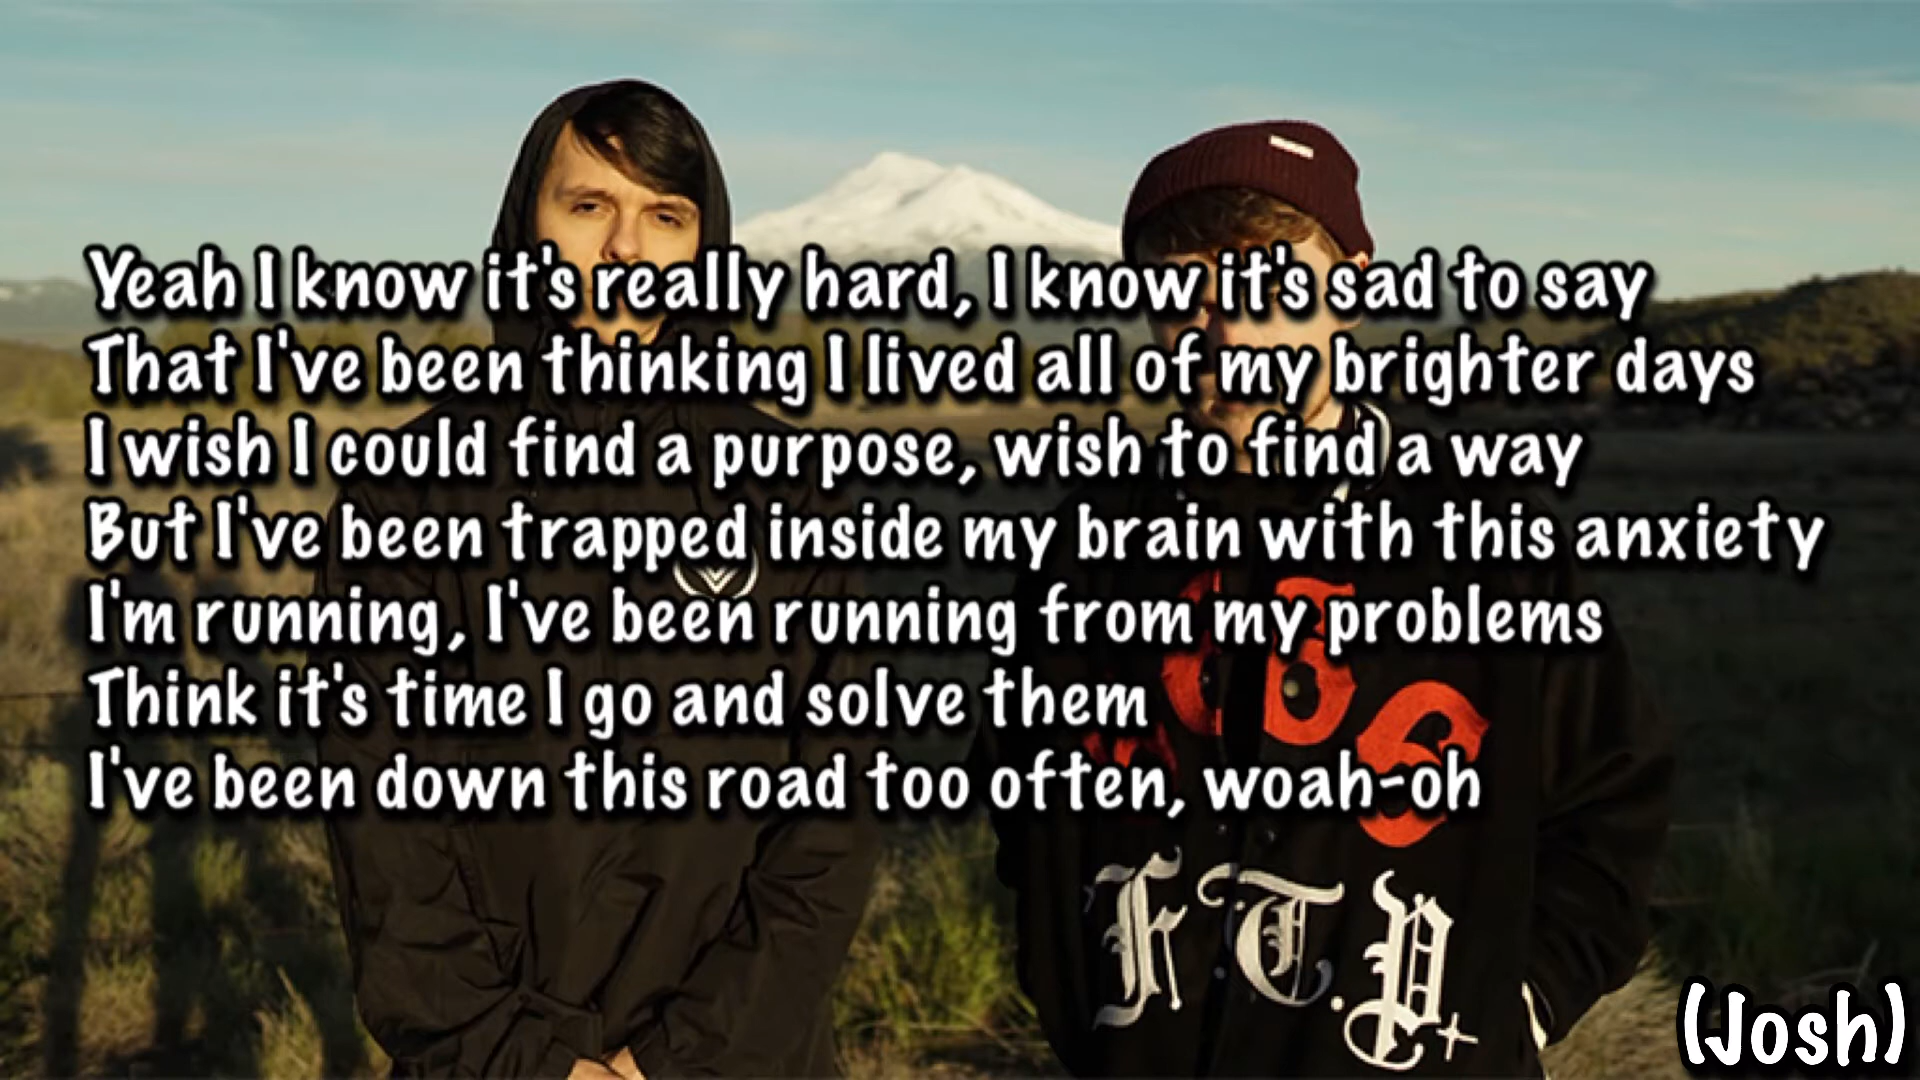 Yeah I know it's really hard, I know it's sad to say
That I've been thinking I lived all of my brighter days
I wish I could find a purpose, wish to find a way
But I've been trapped inside my brain with this anxiety
I'm running, I've been running from my problems
Think it's time I go and solve them
I've been down this road too often, woah-oh
666
F.T.P.
(Josh)